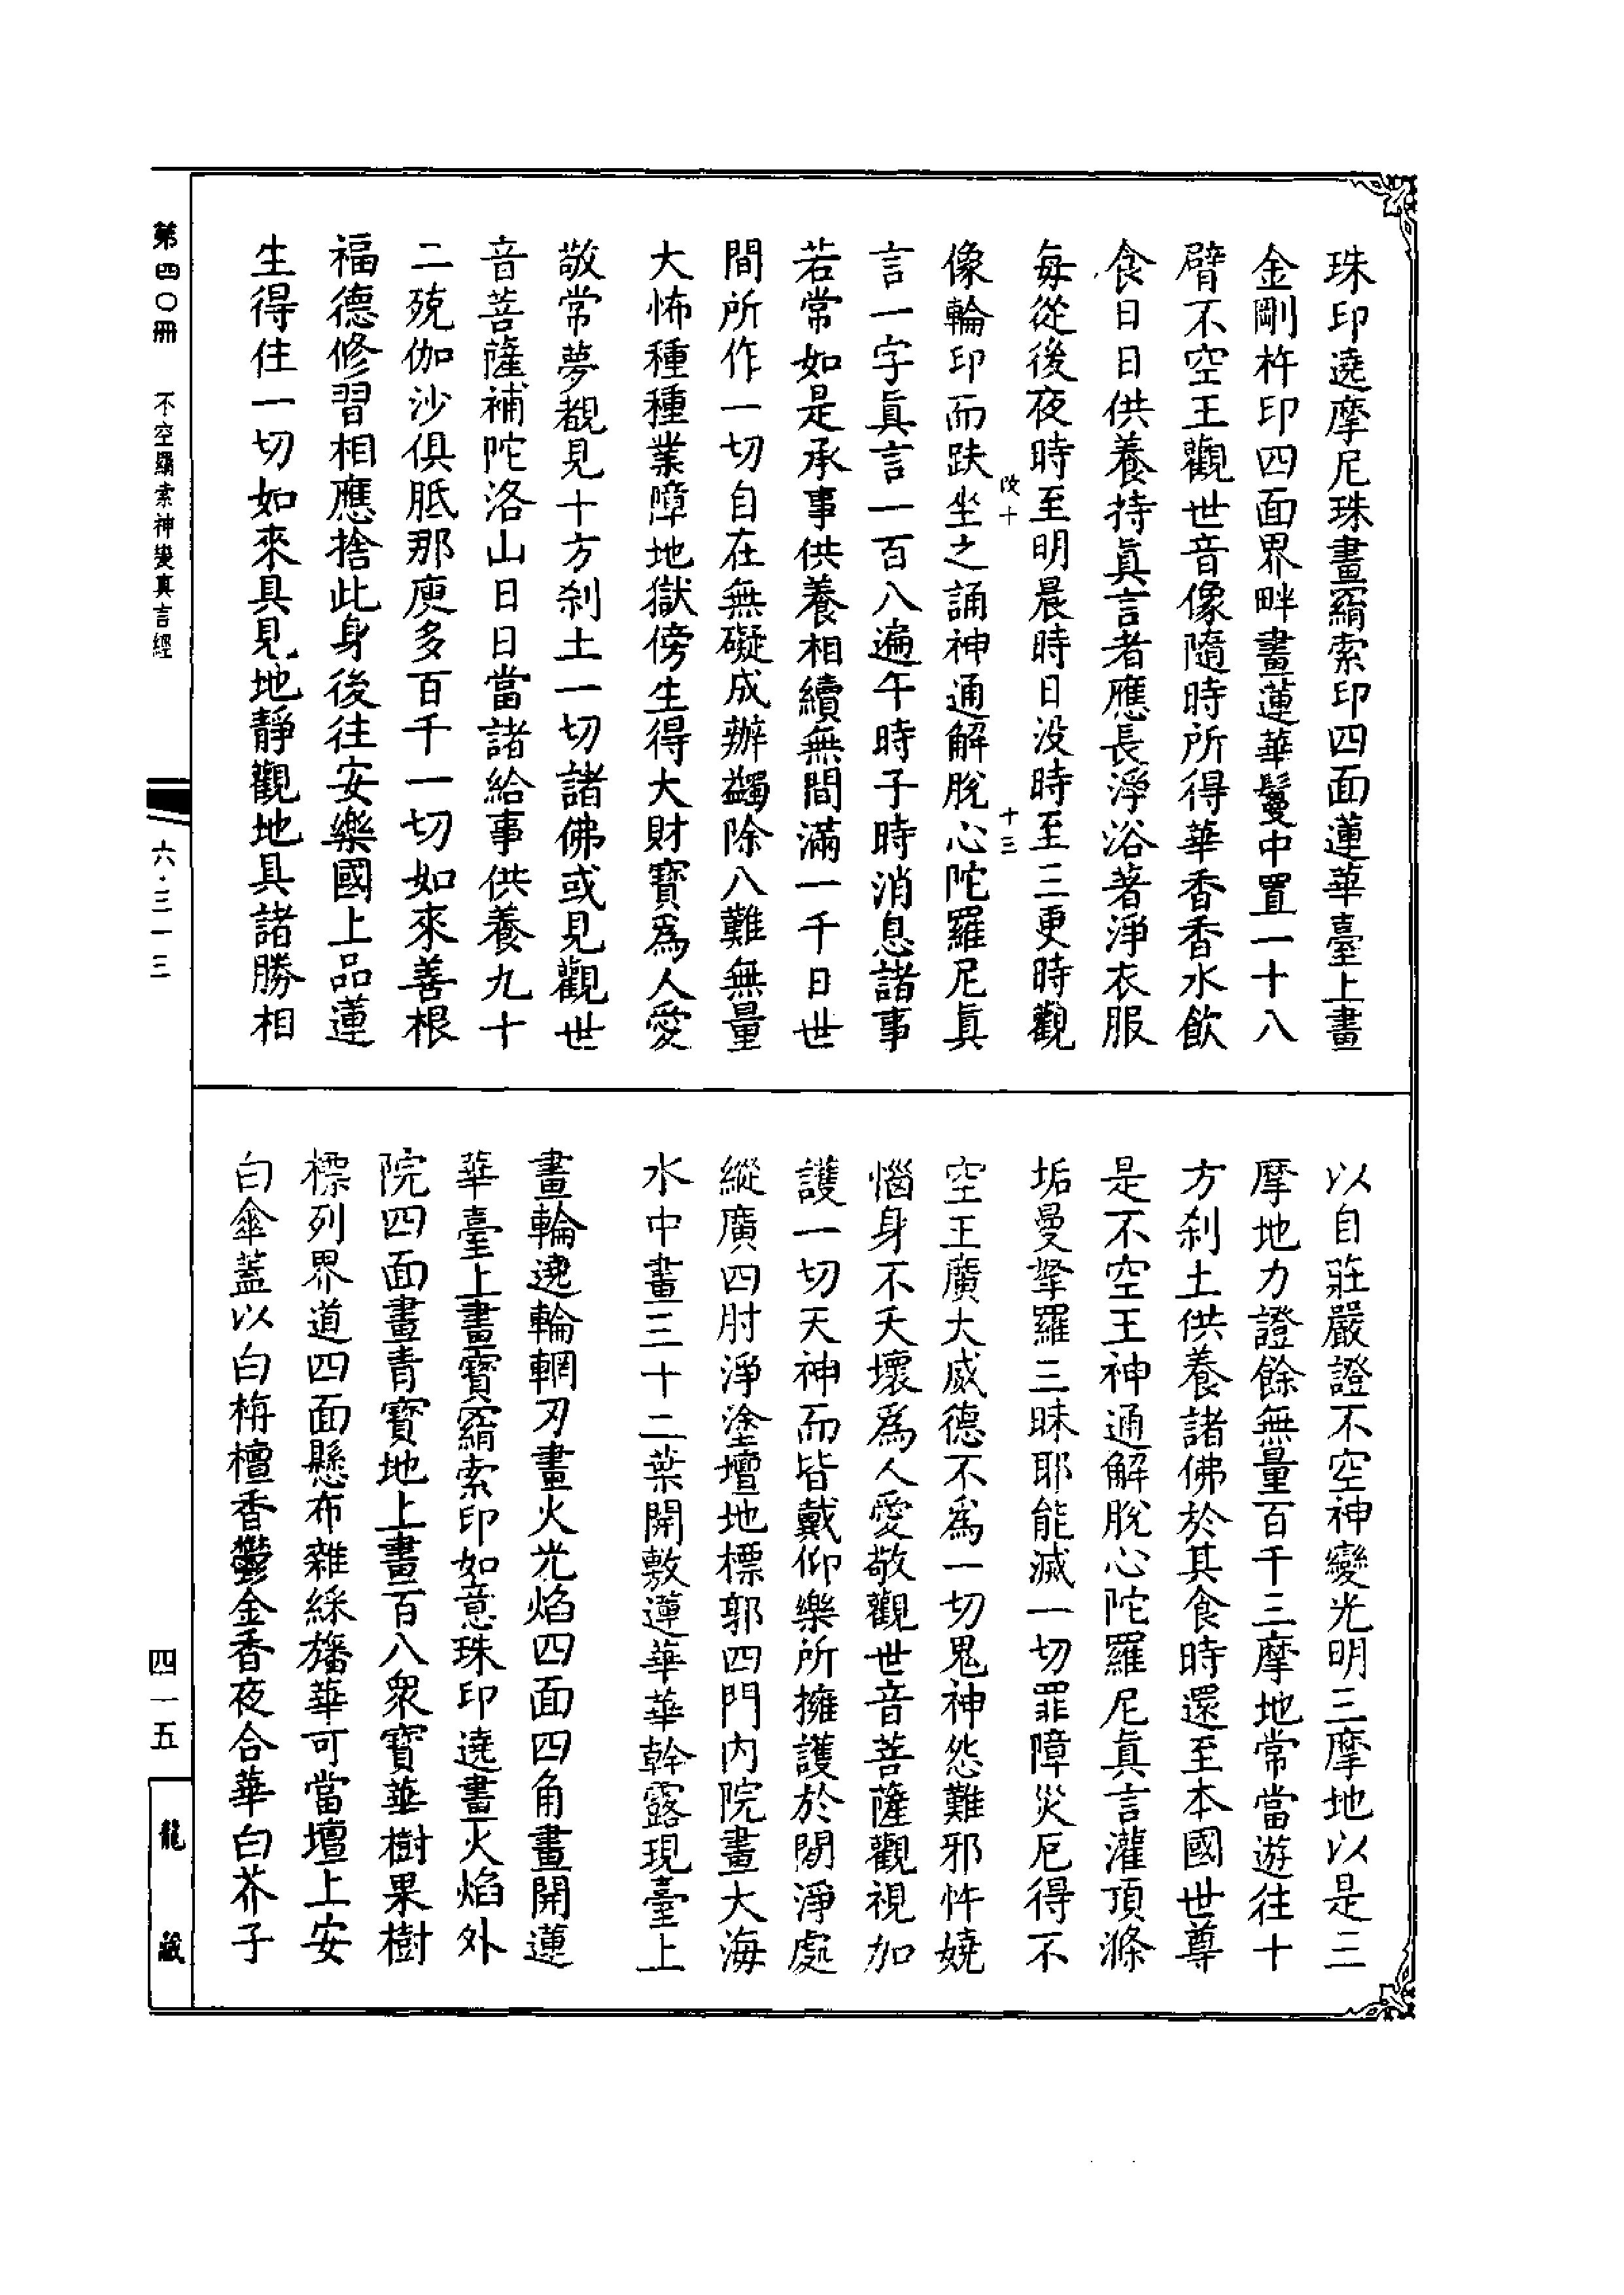 珠印遶摩尼珠畫羂索印四面蓮華臺上畫
金剛杵印四面界畔畫蓮華鬘中置一十八
臂不空王觀世音像隨時所得華香香水飲
食日日供養持眞言者應長淨浴著淨衣服
每從後夜時至明晨時日没時至三更時觀
十三
像輪印而趺坐之誦神通解脫心陀羅尼眞
言一字眞言一百八遍午時子時消息諸事
若常如是承事供養相續無間滿一千日世
間所作一切自在無礙成辦蠲除八難無量
大怖種種業障地獄傍生得大財寶爲人愛
敬常夢覩見十方刹土一切諸佛或見觀世
音菩薩補陀洛山日日當諸給事供養九十
二殑伽沙俱胝那庾多百千一切如來善根
福德修習相應捨此身後往安樂國上品蓮
生得住一切如來具見地靜觀地具諸勝相
以自莊嚴證不空神變光明三摩地以是三
摩地力證餘無量百千三摩地常當遊往十
方刹土供養諸佛於其食時還至本國世尊
是不空王神通解脫心陀羅尼眞言灌頂滌
垢曼拏羅三昧耶能滅一切罪障災厄得不
空王廣大威德不爲一切鬼神怨難邪忤嬈
惱身不夭壞爲人愛敬觀世音菩薩觀視加
護一切天神而皆戴仰樂所擁護於閒淨處
縱廣四肘淨塗壇地標郭四門内院畫大海
水中畫三十二葉開敷蓮華華幹露現臺上
畫輪遶輪輞刃畫火光焰四面四角畫開蓮
華臺上畫寶羂索印如意珠印遶畫火焰外
院四面畫青寶地上畫百八衆寶華樹果樹
標列界道四面懸布雜綵旛華可當壇上安
白傘蓋以白栴檀香鬱金香夜合華白芥子
第四〇冊 不空羂索神變真言經
六·三一三
四一五
龍藏